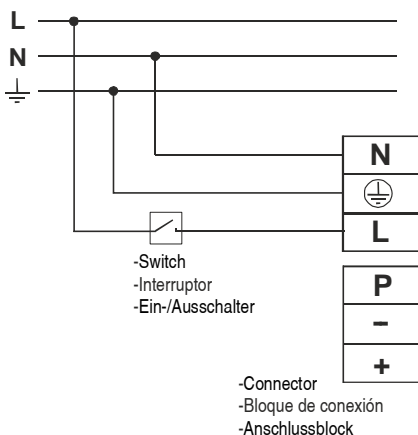 L
N
N
L
-Switch
-Interruptor
-Ein-/Ausschalter
P
-
+
-Connector
-Bloque de conexión
-Anschlussblock